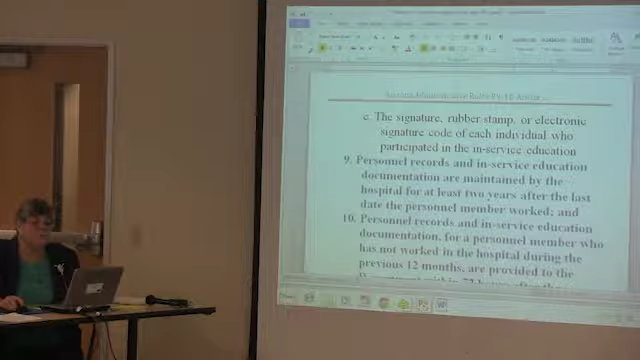 c. The signature, rubber stamp, or electronic
signature code of each individual who
participated in the in-service education
9. Personnel records and in-service education
documentation are maintained by the
hospital for at least two years after the last
date the personnel member worked; and
10. Personnel records and in-service education
documentation, for a personnel member who
has not worked in the hospital during the
previous 12 months, are provided to the